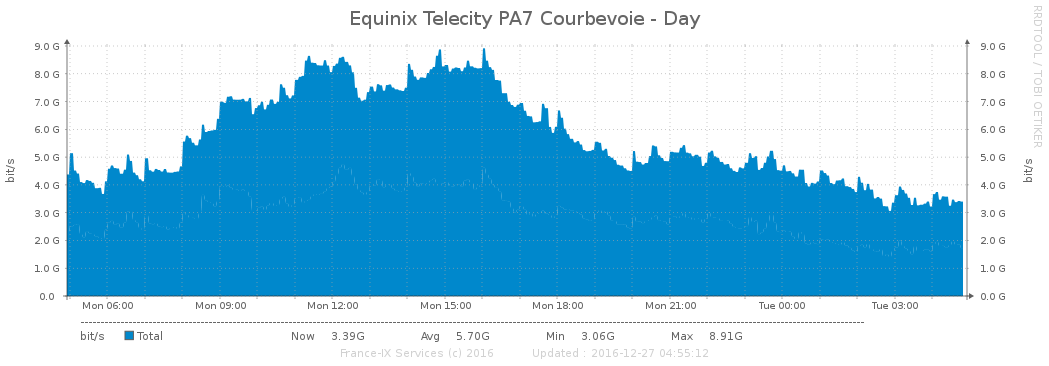 Equinix Telecity PA7 Courbevoie - Day
RRDTOOL / TOBI OETIKER
9.0 G 9.0 G
8.0 G 8.0 G
7.0 G 7.0 G
6.0 G 6.0 G
5.0 G 5.0 G
4.0 G 4.0 G
3.0 G 3.0 G
2.0 G 2.0 G
1.0 G 1.0 G
0.0 0.0 G
bit/s bit/s
Mon 06:00 Mon 09:00 Mon 12:00 Mon 15:00 Mon 18:00 Mon 21:00 Tue 00:00 Tue 03:00
bit/s Total Now 3.39G Avg 5.70G Min 3.06G Max 8.91G
France-IX Services (c) 2016 Updated : 2016-12-27 04:55:12